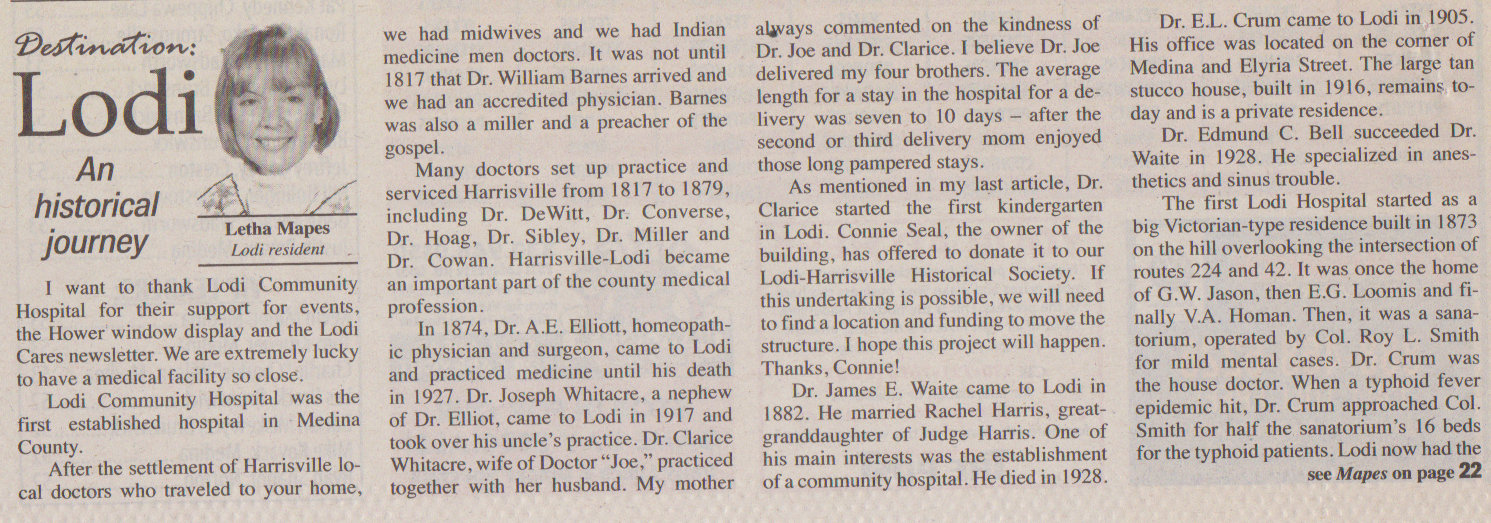 Destination:
Lodi
An
historical
journey
Letha Mapes
Lodi resident
I want to thank Lodi Community
Hospital for their support for events,
the Hower window display and the Lodi
Cares newsletter. We are extremely lucky
to have a medical facility so close.
Lodi Community Hospital was the
first established hospital in Medina
County.
After the settlement of Harrisville lo-
cal doctors who traveled to your home,
we had midwives and we had Indian
medicine men doctors. It was not until
1817 that Dr. William Barnes arrived and
we had an accredited physician. Barnes
was also a miller and a preacher of the
gospel.
Many doctors set up practice and
serviced Harrisville from 1817 to 1879,
including Dr. DeWitt, Dr. Converse,
Dr. Hoag, Dr. Sibley, Dr. Miller and
Dr. Cowan. Harrisville-Lodi became
an important part of the county medical
profession.
In 1874, Dr. A.E. Elliott, homeopath-
ic physician and surgeon, came to Lodi
and practiced medicine until his death
in 1927. Dr. Joseph Whitacre, a nephew
of Dr. Elliot, came to Lodi in 1917 and
took over his uncle's practice. Dr. Clarice
Whitacre, wife of Doctor “Joe,” practiced
together with her husband. My mother
always commented on the kindness of
Dr. Joe and Dr. Clarice. I believe Dr. Joe
delivered my four brothers. The average
length for a stay in the hospital for a de-
livery was seven to 10 days – after the
second or third delivery mom enjoyed
those long pampered stays.
As mentioned in my last article, Dr.
Clarice started the first kindergarten
in Lodi. Connie Seal, the owner of the
building, has offered to donate it to our
Lodi-Harrisville Historical Society. If
this undertaking is possible, we will need
to find a location and funding to move the
structure. I hope this project will happen.
Thanks, Connie!
Dr. James E. Waite came to Lodi in
1882. He married Rachel Harris, great-
granddaughter of Judge Harris. One of
his main interests was the establishment
of a community hospital. He died in 1928.
Dr. E.L. Crum came to Lodi in 1905.
His office was located on the corner of
Medina and Elyria Street. The large tan
stucco house, built in 1916, remains to-
day and is a private residence.
Dr. Edmund C. Bell succeeded Dr.
Waite in 1928. He specialized in anes-
thetics and sinus trouble.
The first Lodi Hospital started as a
big Victorian-type residence built in 1873
on the hill overlooking the intersection of
routes 224 and 42. It was once the home
of G.W. Jason, then E.G. Loomis and fi-
nally V.A. Homan. Then, it was a sana-
torium, operated by Col. Roy L. Smith
for mild mental cases. Dr. Crum was
the house doctor. When a typhoid fever
epidemic hit, Dr. Crum approached Col.
Smith for half the sanatorium's 16 beds
for the typhoid patients. Lodi now had the
see Mapes on page 22